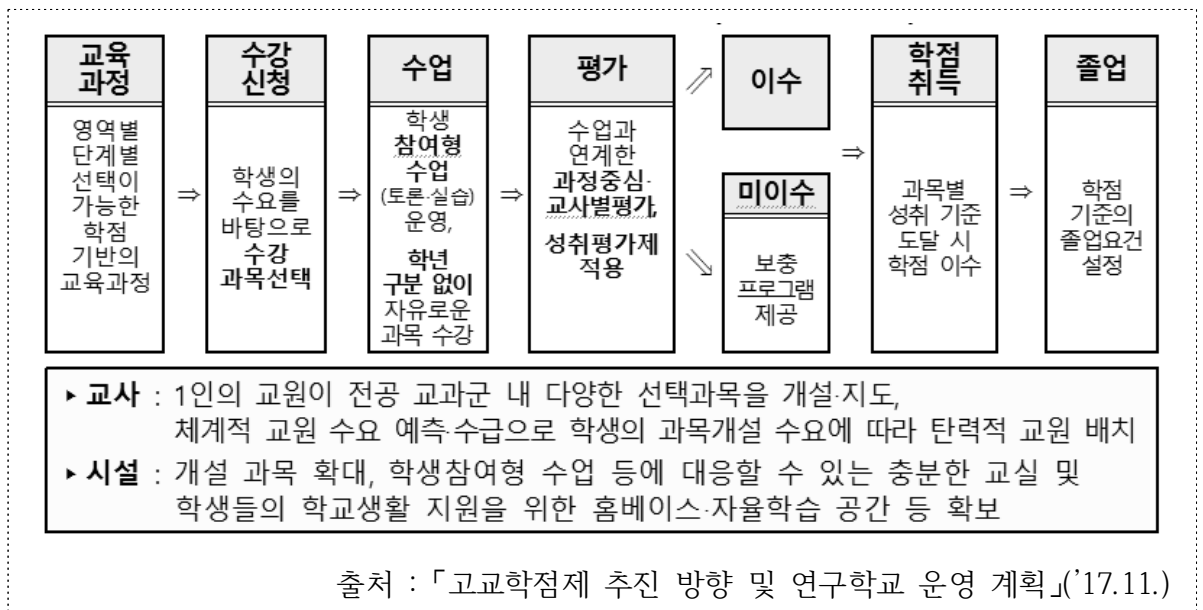 교육
과정
영역별
단계별
선택이
가능한
학점
기반의
교육과정
⇒
수강
신청
학생의
수요를
바탕으로
수강
과목선택
⇒
수업
학생
참여형
수업
(토론·실습)
운영,
학년
구분 없이
자유로운
과목 수강
⇒
평가
수업과
연계한
과정중심·
교사별평가,
성취평가제
적용
⇗
이수
⇘
미이수
보충
프로그램
제공
⇒
학점
취득
과목별
성취 기준
도달 시
학점 이수
⇒
졸업
학점
기준의
졸업요건
설정
▸교사 : 1인의 교원이 전공 교과군 내 다양한 선택과목을 개설·지도,
체계적 교원 수요 예측·수급으로 학생의 과목개설 수요에 따라 탄력적 교원 배치
▸시설 : 개설 과목 확대, 학생참여형 수업 등에 대응할 수 있는 충분한 교실 및
학생들의 학교생활 지원을 위한 홈베이스·자율학습 공간 등 확보
출처 : 「고교학점제 추진 방향 및 연구학교 운영 계획」(’17.11.)